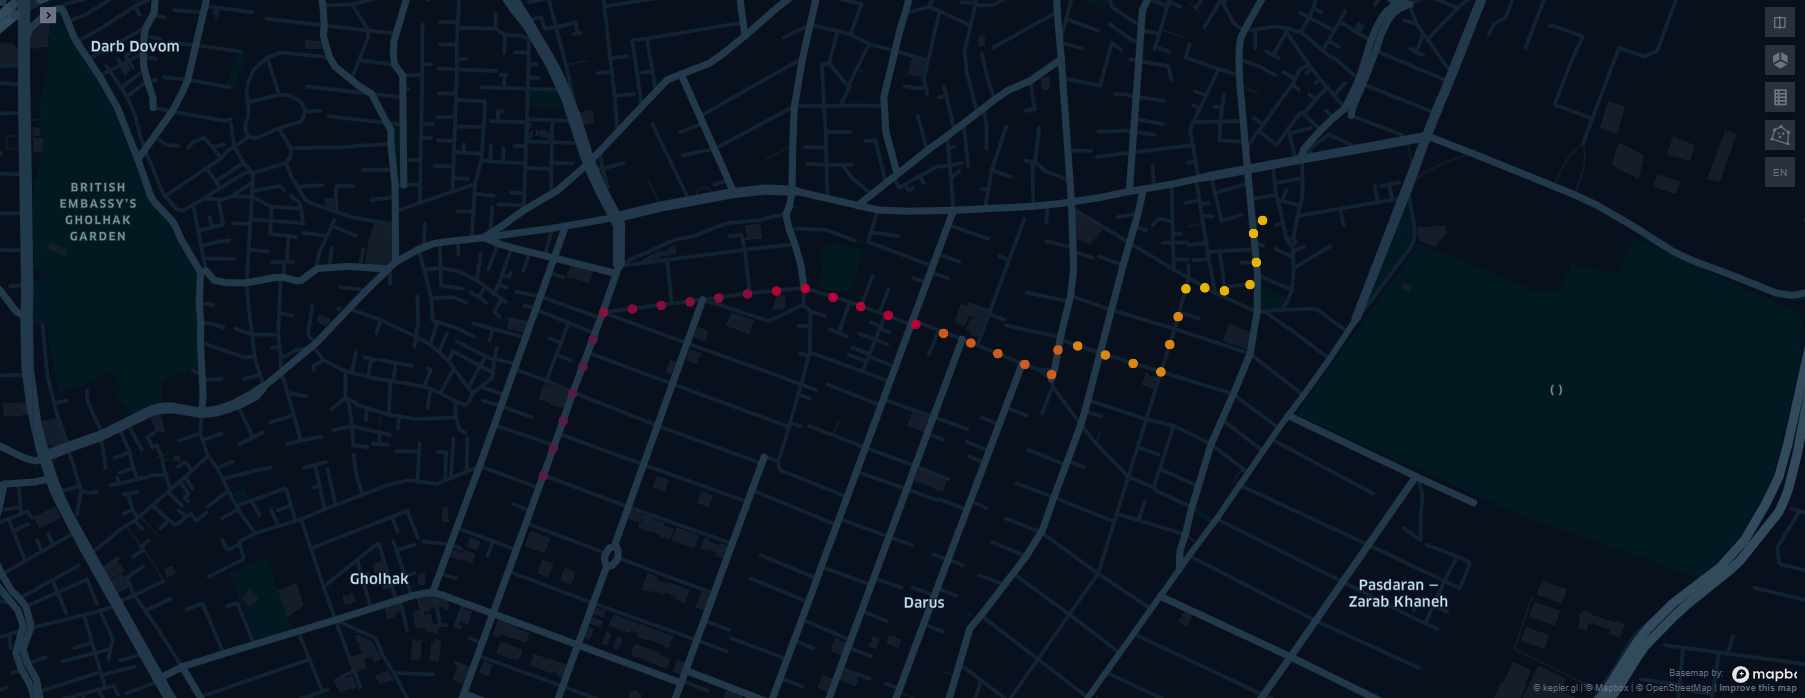 Darb Dovom
BRITISH
EMBASSY'S
GHOLHAK
GARDEN
EN
( )
Gholhak
Darus
Pasdaran –
Zarab Khaneh
Basemap by:
mapbo
© kepler.gl | © Mapbox | © OpenStreetMap | Improve this map